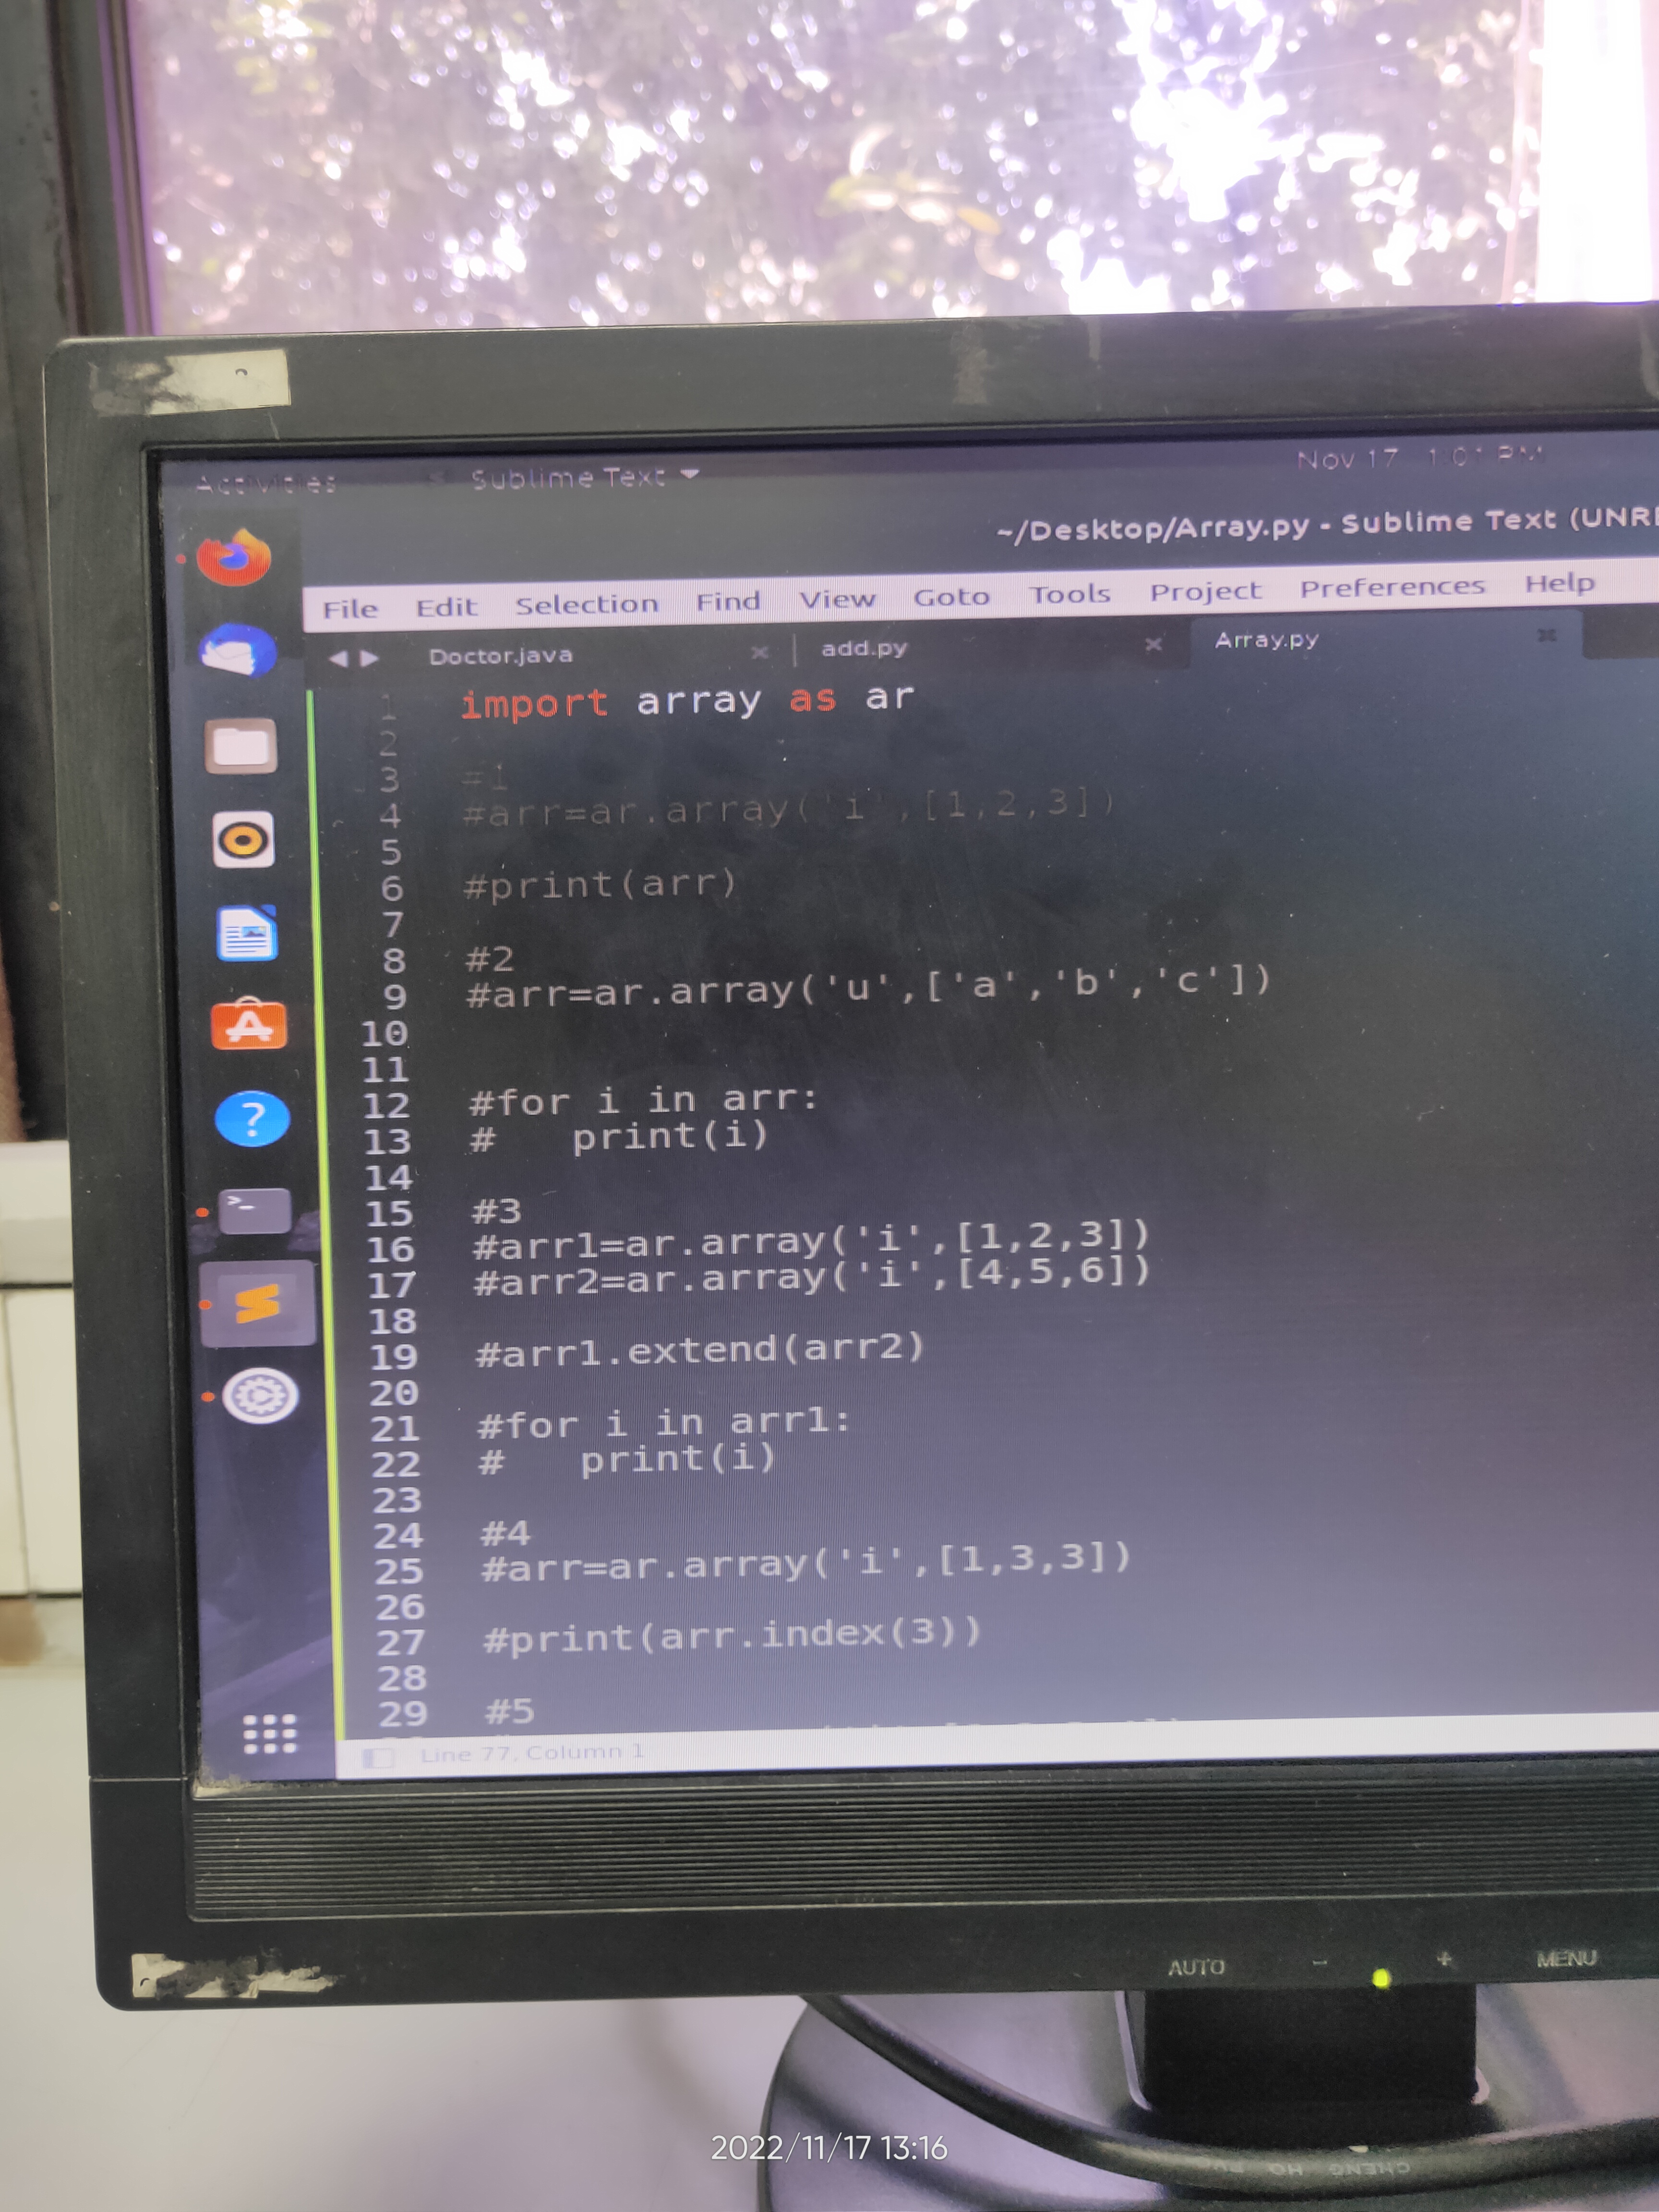 Activities
Sublime Text
Nov 17 1:01 PM
~/Desktop/Array.py - Sublime Text (UNR
File Edit Selection Find View Goto Tools Project Preferences Help
Doctor.java add.py Array.py
1 import array as ar
2
3 #1
4 #arr=ar.array('i',[1,2,3])
5
6 #print(arr)
7
8 #2
9 #arr=ar.array('u',['a','b','c'])
10
11
12 #for i in arr:
13 #   print(i)
14
15 #3
16 #arr1=ar.array('i',[1,2,3])
17 #arr2=ar.array('i',[4,5,6])
18
19 #arr1.extend(arr2)
20
21 #for i in arr1:
22 #   print(i)
23
24 #4
25 #arr=ar.array('i',[1,3,3])
26
27 #print(arr.index(3))
28
29 #5
Line 77, Column 1
AUTO - + MENU
2022/11/17 13:16